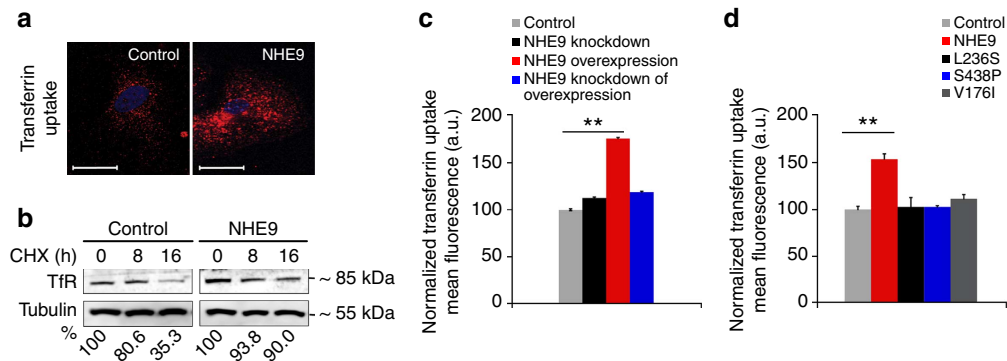 a
Control
NHE9
Transferrin
uptake
b
Control
NHE9
CHX (h)
0
8
16
0
8
16
TfR
~ 85 kDa
Tubulin
~ 55 kDa
%
100
80.6
35.3
100
93.8
90.0
c
Control
NHE9 knockdown
NHE9 overexpression
NHE9 knockdown of
overexpression
Normalized transferrin uptake
mean fluorescence (a.u.)
200
150
100
50
0
**
d
Control
NHE9
L236S
S438P
V176I
Normalized transferrin uptake
mean fluorescence (a.u.)
200
150
100
50
0
**